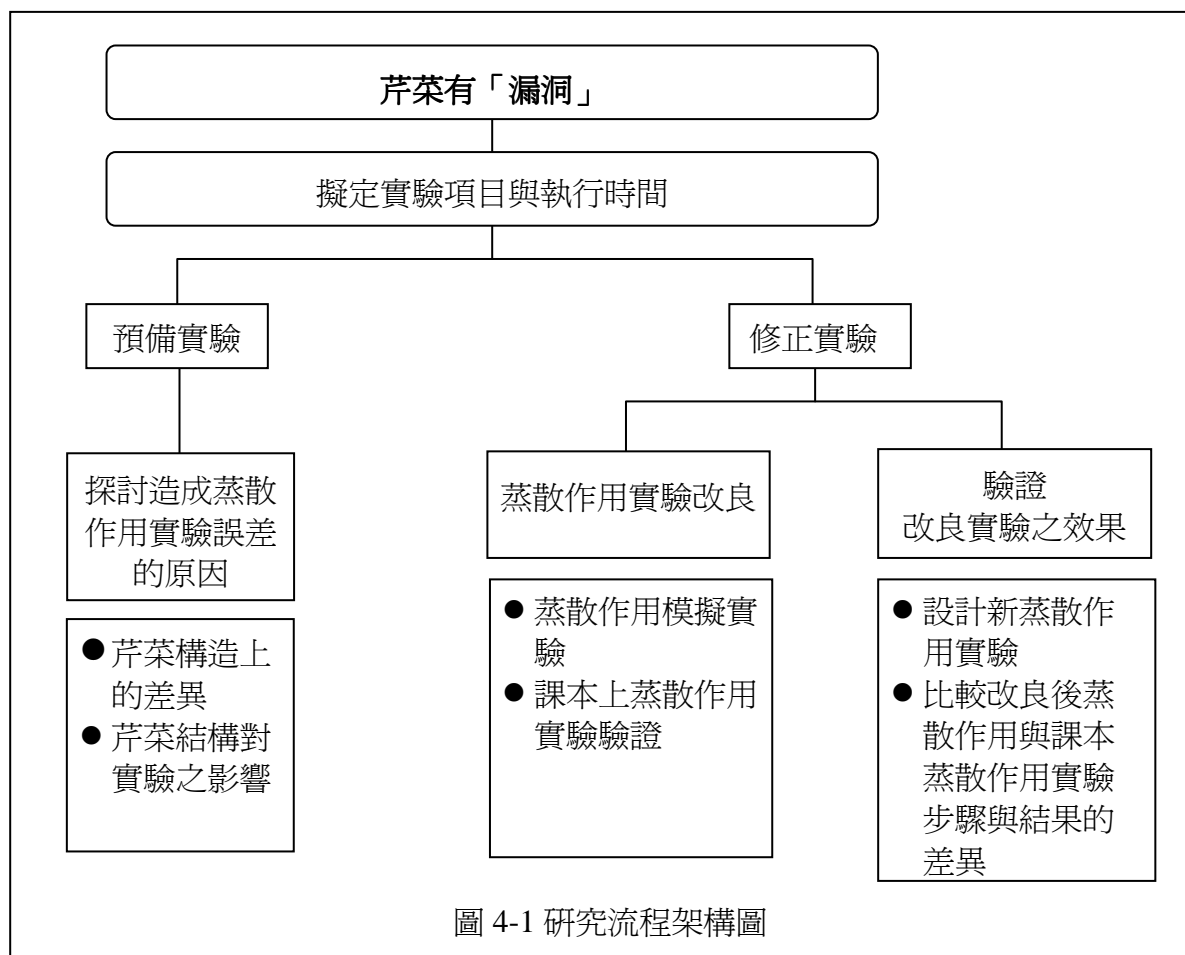 芹菜有「漏洞」
擬定實驗項目與執行時間
預備實驗
修正實驗
探討造成蒸散
作用實驗誤差
的原因
● 芹菜構造上
的差異
● 芹菜結構對
實驗之影響
蒸散作用實驗改良
● 蒸散作用模擬實
驗
● 課本上蒸散作用
實驗驗證
驗證
改良實驗之效果
● 設計新蒸散作
用實驗
● 比較改良後蒸
散作用與課本
蒸散作用實驗
步驟與結果的
差異
圖 4-1 研究流程架構圖